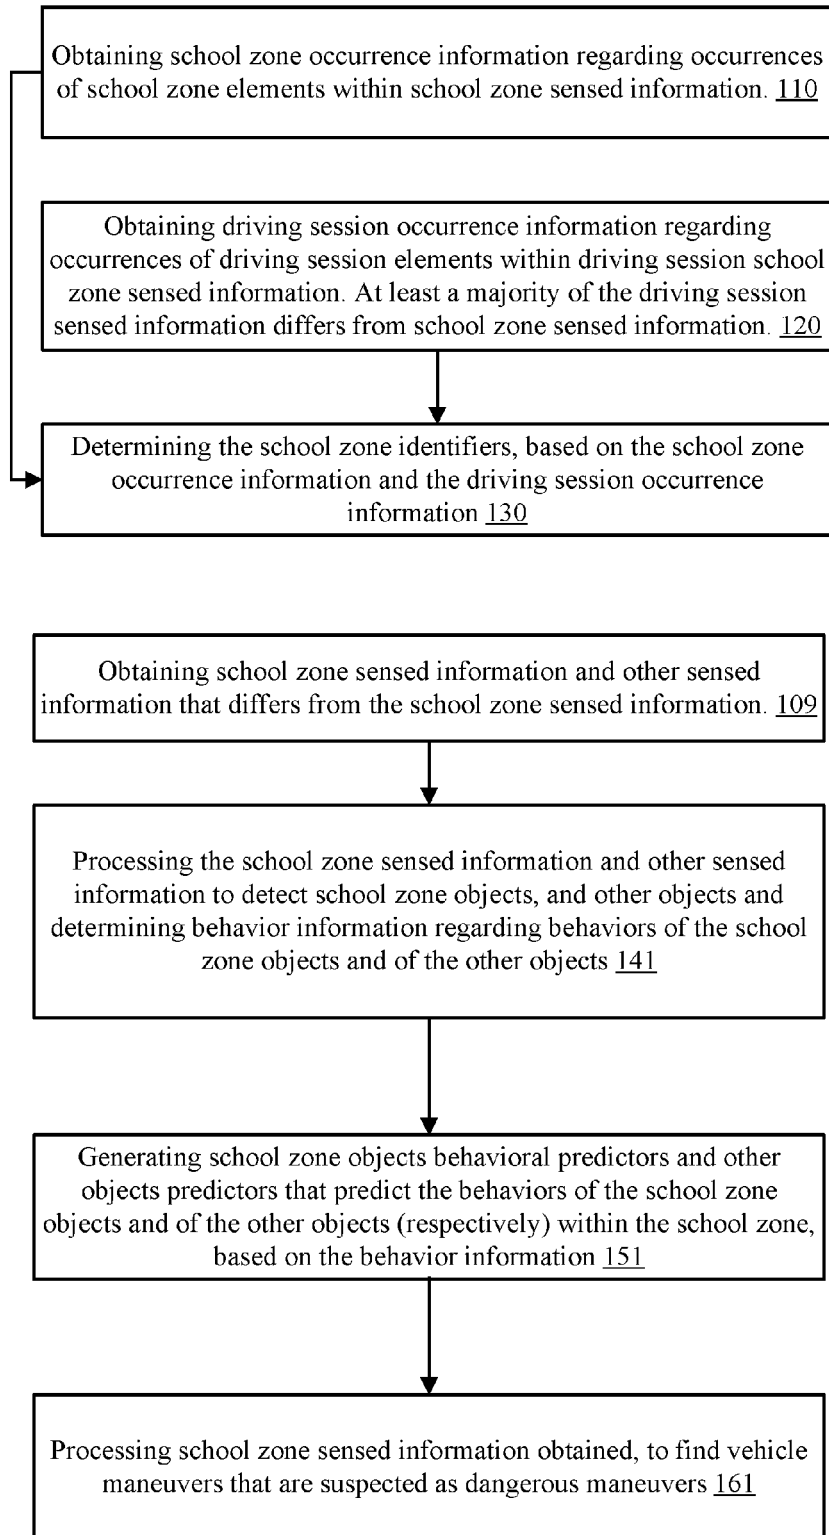 Obtaining school zone occurrence information regarding occurrences
of school zone elements within school zone sensed information. 110
Obtaining driving session occurrence information regarding
occurrences of driving session elements within driving session school
zone sensed information. At least a majority of the driving session
sensed information differs from school zone sensed information. 120
Determining the school zone identifiers, based on the school zone
occurrence information and the driving session occurrence
information 130
Obtaining school zone sensed information and other sensed
information that differs from the school zone sensed information. 109
Processing the school zone sensed information and other sensed
information to detect school zone objects, and other objects and
determining behavior information regarding behaviors of the school
zone objects and of the other objects 141
Generating school zone objects behavioral predictors and other
objects predictors that predict the behaviors of the school zone
objects and of the other objects (respectively) within the school zone,
based on the behavior information 151
Processing school zone sensed information obtained, to find vehicle
maneuvers that are suspected as dangerous maneuvers 161